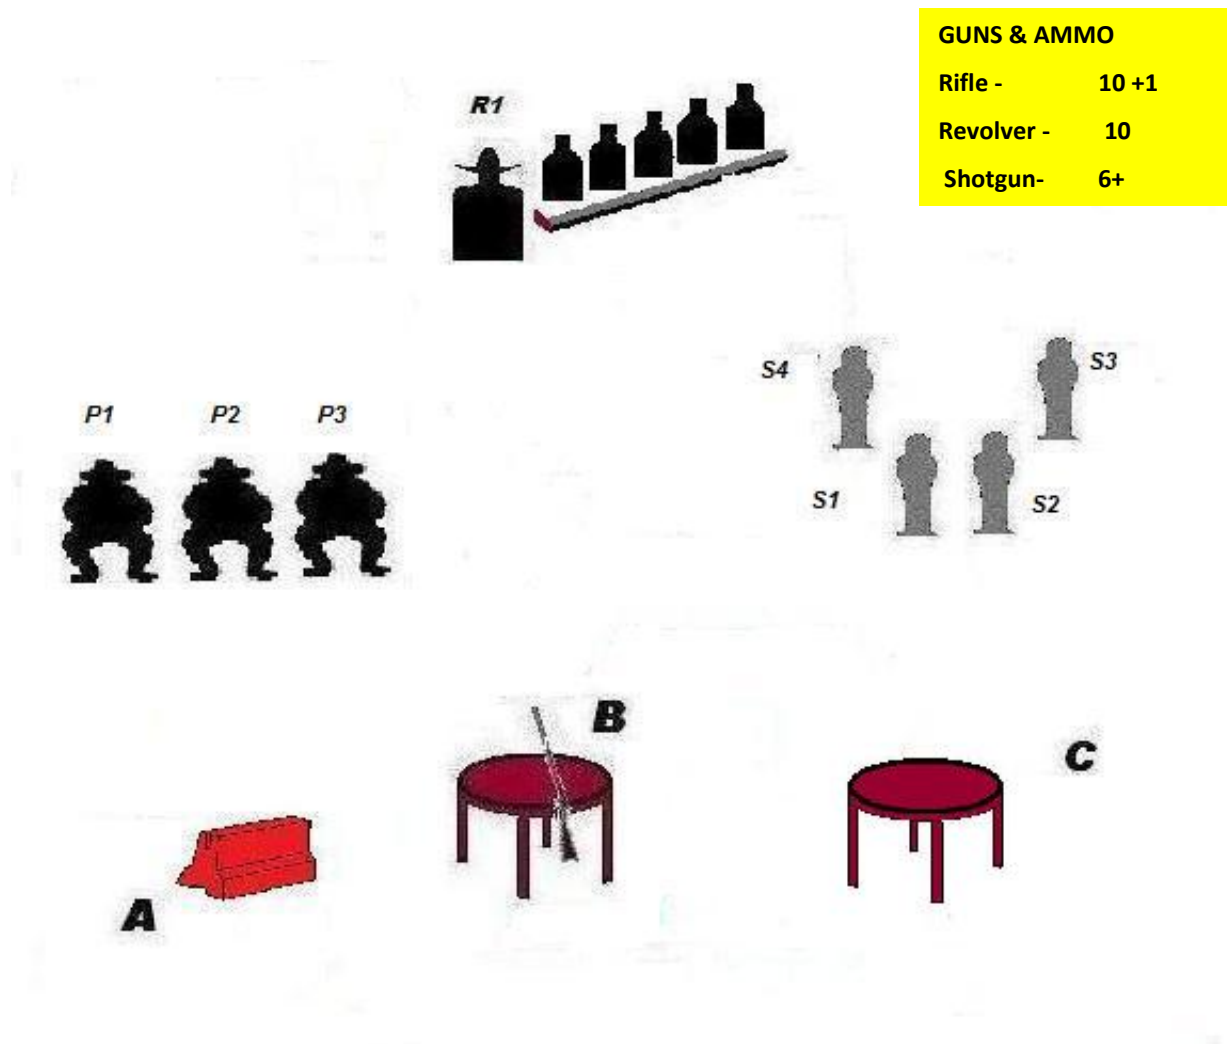 GUNS & AMMO
Rifle - 10 +1
Revolver - 10
Shotgun- 6+
R1
S4
S3
P1 P2 P3
S1
S2
B
C
A